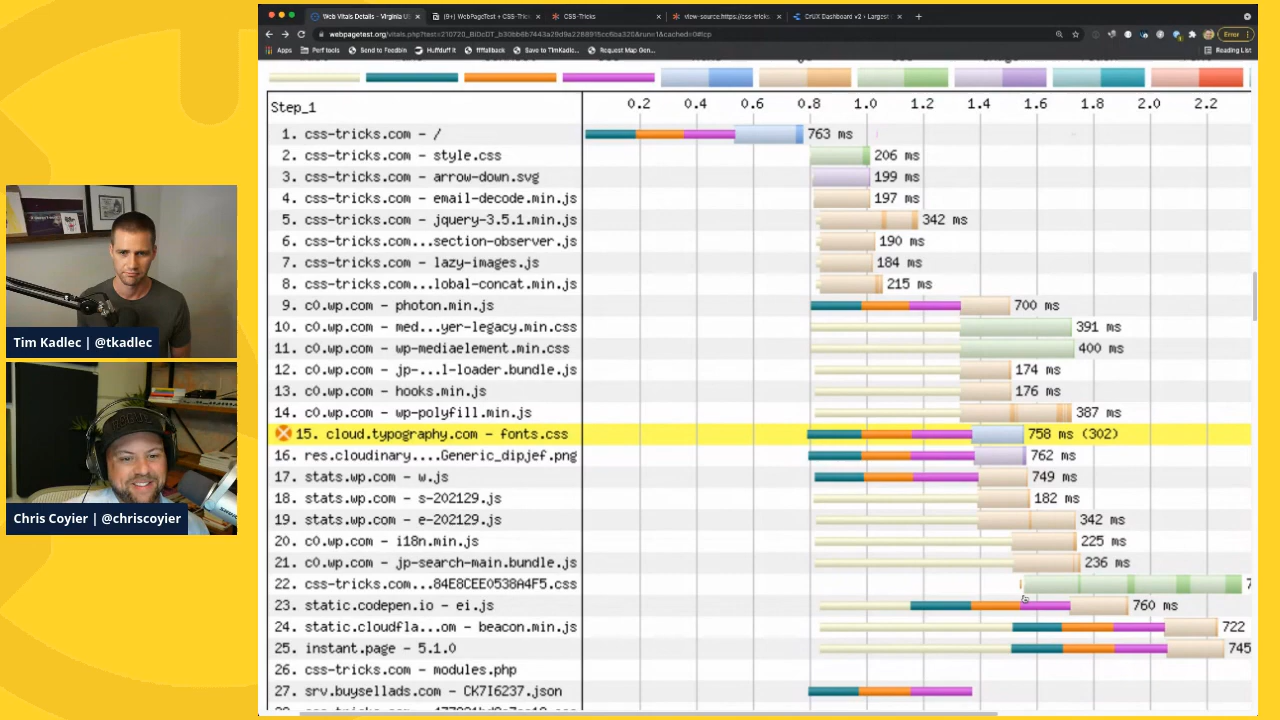 Web Vitals Details - Virginia U
(9+) WebPageTest + CSS-Tric
CSS-Tricks
view-source:https://css-tricks.
CrUX Dashboard v2 › Largest
webpagetest.org/vitals.php?test=210720_
Error
Apps
Perf tools
Send to Feedbin
Huffduff it
ffffallback
Save to TimKadlec...
Request Map Gen...
Reading List
Step_1
0.2 0.4 0.6 0.8 1.0 1.2 1.4 1.6 1.8 2.0 2.2
1. css-tricks.com - / 763 ms
2. css-tricks.com - style.css 206 ms
3. css-tricks.com - arrow-down.svg 199 ms
4. css-tricks.com - email-decode.min.js 197 ms
5. css-tricks.com - jquery-3.5.1.min.js 342 ms
6. css-tricks.com...section-observer.js 190 ms
7. css-tricks.com - lazy-images.js 184 ms
8. css-tricks.com...lobal-concat.min.js 215 ms
9. c0.wp.com - photon.min.js 700 ms
10. c0.wp.com - med...yer-legacy.min.css 391 ms
11. c0.wp.com - wp-mediaelement.min.css 400 ms
12. c0.wp.com - jp-...l-loader.bundle.js 174 ms
13. c0.wp.com - hooks.min.js 176 ms
14. c0.wp.com - wp-polyfill.min.js 387 ms
15. cloud.typography.com - fonts.css 758 ms (302)
16. res.cloudinary....Generic_dipjef.png 762 ms
17. stats.wp.com - w.js 749 ms
18. stats.wp.com - s-202129.js 182 ms
19. stats.wp.com - e-202129.js 342 ms
20. c0.wp.com - i18n.min.js 225 ms
21. c0.wp.com - jp-search-main.bundle.js 236 ms
22. css-tricks.com...84E8CEE0538A4F5.css 7
23. static.codepen.io - ei.js 760 ms
24. static.cloudfla...om - beacon.min.js 722
25. instant.page - 5.1.0 745
26. css-tricks.com - modules.php
27. srv.buysellads.com - CK7I6237.json
Tim Kadlec | @tkadlec
Chris Coyier | @chriscoyier